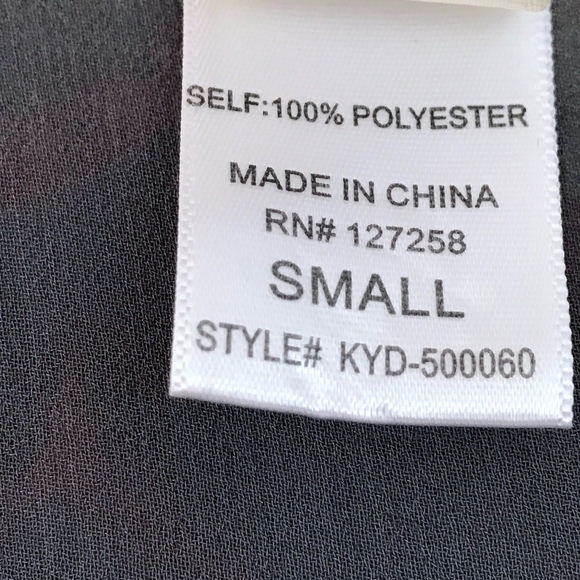 SELF:100% POLYESTER
MADE IN CHINA
RN# 127258
SMALL
STYLE# KYD-500060